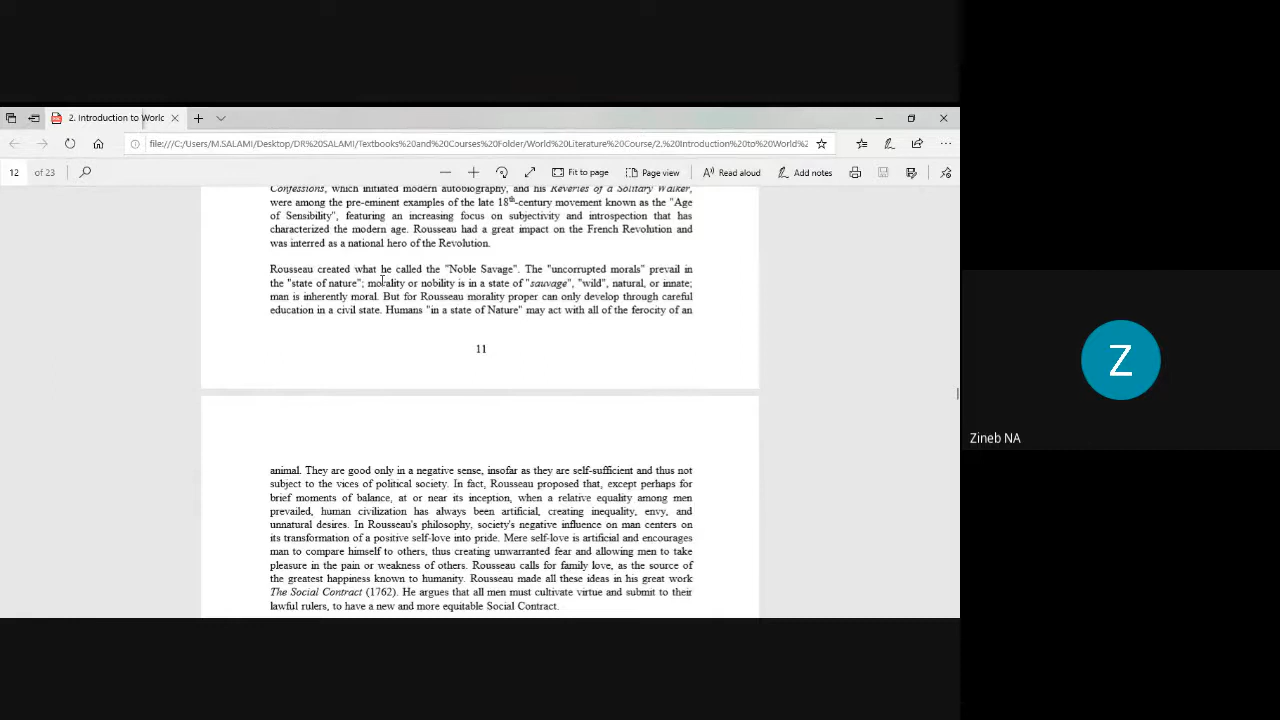 2. Introduction to World
file:///C:/Users/M.SALAMI/Desktop/DR%20SALAMI/Textbooks%20and%20Courses%20Folder/World%20Literature%20Course/2.%20Introduction%20to%20World%2
12 of 23
Fit to page
Page view
Read aloud
Add notes
Confessions, which initiated modern autobiography, and his Reveries of a Solitary Walker,
were among the pre-eminent examples of the late 18th-century movement known as the "Age
of Sensibility", featuring an increasing focus on subjectivity and introspection that has
characterized the modern age. Rousseau had a great impact on the French Revolution and
was interred as a national hero of the Revolution.
Rousseau created what he called the "Noble Savage". The "uncorrupted morals" prevail in
the "state of nature"; morality or nobility is in a state of "sauvage", "wild", natural, or innate;
man is inherently moral. But for Rousseau morality proper can only develop through careful
education in a civil state. Humans "in a state of Nature" may act with all of the ferocity of an
11
animal. They are good only in a negative sense, insofar as they are self-sufficient and thus not
subject to the vices of political society. In fact, Rousseau proposed that, except perhaps for
brief moments of balance, at or near its inception, when a relative equality among men
prevailed, human civilization has always been artificial, creating inequality, envy, and
unnatural desires. In Rousseau's philosophy, society's negative influence on man centers on
its transformation of a positive self-love into pride. Mere self-love is artificial and encourages
man to compare himself to others, thus creating unwarranted fear and allowing men to take
pleasure in the pain or weakness of others. Rousseau calls for family love, as the source of
the greatest happiness known to humanity. Rousseau made all these ideas in his great work
The Social Contract (1762). He argues that all men must cultivate virtue and submit to their
lawful rulers, to have a new and more equitable Social Contract.
Z
Zineb NA